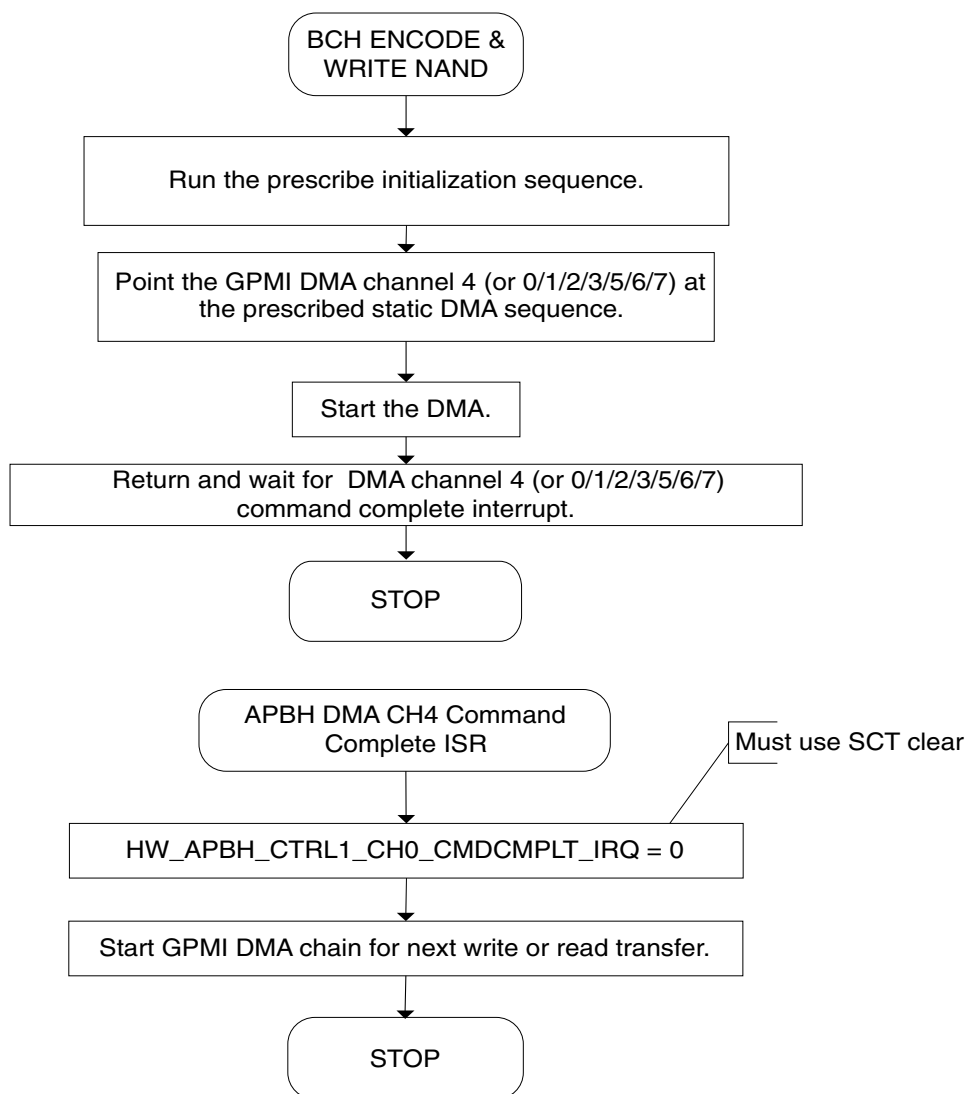 BCH ENCODE &
WRITE NAND
Run the prescribe initialization sequence.
Point the GPMI DMA channel 4 (or 0/1/2/3/5/6/7) at
the prescribed static DMA sequence.
Start the DMA.
Return and wait for DMA channel 4 (or 0/1/2/3/5/6/7)
command complete interrupt.
STOP
APBH DMA CH4 Command
Complete ISR
Must use SCT clear
HW_APBH_CTRL1_CH0_CMDCMPLT_IRQ = 0
Start GPMI DMA chain for next write or read transfer.
STOP